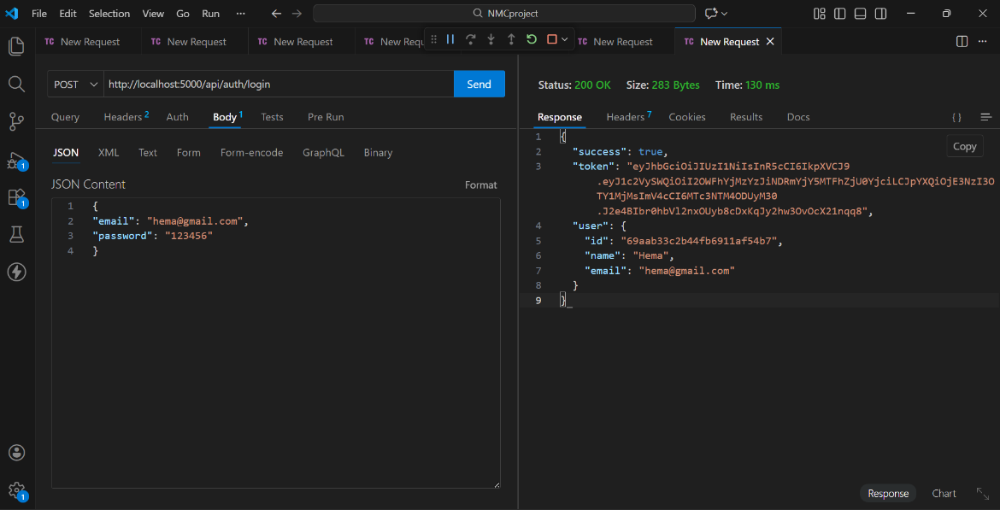 File Edit Selection View Go Run ··· NMCproject
TC New Request TC New Request TC New Request TC New Requ TC New Request TC New Request
POST http://localhost:5000/api/auth/login Send
Query Headers 2 Auth Body 1 Tests Pre Run
JSON XML Text Form Form-encode GraphQL Binary
JSON Content Format
1 {
2 "email": "hema@gmail.com",
3 "password": "123456"
4 }
Status: 200 OK Size: 283 Bytes Time: 130 ms
Response Headers 7 Cookies Results Docs { }
Copy
1 {
2 "success": true,
3 "token": "eyJhbGciOiJIUzI1NiIsInR5cCI6IkpXVCJ9
.eyJ1c2VySWQiOiI2OWFhYjMzYzJiNDRmYjY5MTFhZjU0YjciLCJpYXQiOjE3NzI3O
TY1MjMsImV4cCI6MTc3NTM4ODUyM30
.J2e4BIbr0hbVl2nxOUyb8cDxKqJy2hw3OvOcX21nqq8",
4 "user": {
5 "id": "69aab33c2b44fb6911af54b7",
6 "name": "Hema",
7 "email": "hema@gmail.com"
8 }
9 }
Response Chart
1
1
1